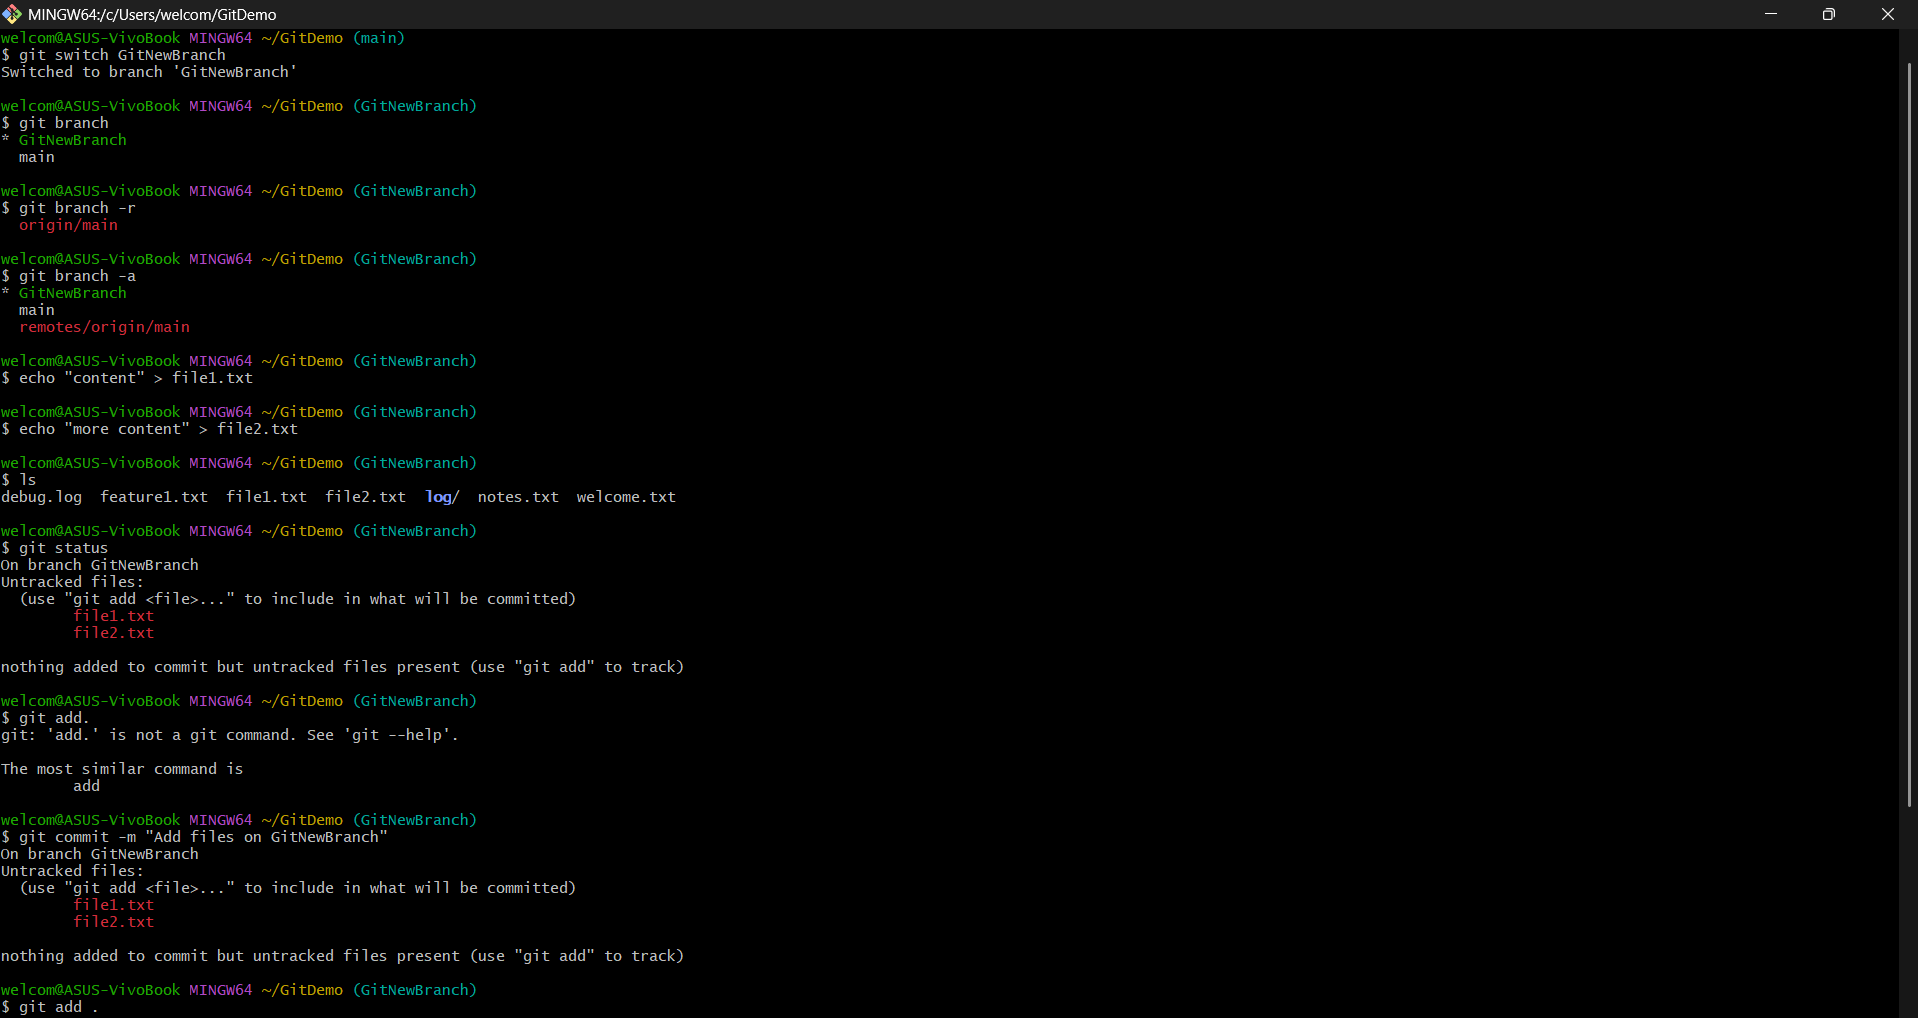 MINGW64:/c/Users/welcom/GitDemo
welcom@ASUS-VivoBook MINGW64 ~/GitDemo (main)
$ git switch GitNewBranch
Switched to branch 'GitNewBranch'
welcom@ASUS-VivoBook MINGW64 ~/GitDemo (GitNewBranch)
$ git branch
* GitNewBranch
  main
welcom@ASUS-VivoBook MINGW64 ~/GitDemo (GitNewBranch)
$ git branch -r
  origin/main
welcom@ASUS-VivoBook MINGW64 ~/GitDemo (GitNewBranch)
$ git branch -a
* GitNewBranch
  main
  remotes/origin/main
welcom@ASUS-VivoBook MINGW64 ~/GitDemo (GitNewBranch)
$ echo "content" > file1.txt
welcom@ASUS-VivoBook MINGW64 ~/GitDemo (GitNewBranch)
$ echo "more content" > file2.txt
welcom@ASUS-VivoBook MINGW64 ~/GitDemo (GitNewBranch)
$ ls
debug.log  feature1.txt  file1.txt  file2.txt  log/  notes.txt  welcome.txt
welcom@ASUS-VivoBook MINGW64 ~/GitDemo (GitNewBranch)
$ git status
On branch GitNewBranch
Untracked files:
  (use "git add <file>..." to include in what will be committed)
        file1.txt
        file2.txt
nothing added to commit but untracked files present (use "git add" to track)
welcom@ASUS-VivoBook MINGW64 ~/GitDemo (GitNewBranch)
$ git add.
git: 'add.' is not a git command. See 'git --help'.
The most similar command is
        add
welcom@ASUS-VivoBook MINGW64 ~/GitDemo (GitNewBranch)
$ git commit -m "Add files on GitNewBranch"
On branch GitNewBranch
Untracked files:
  (use "git add <file>..." to include in what will be committed)
        file1.txt
        file2.txt
nothing added to commit but untracked files present (use "git add" to track)
welcom@ASUS-VivoBook MINGW64 ~/GitDemo (GitNewBranch)
$ git add .